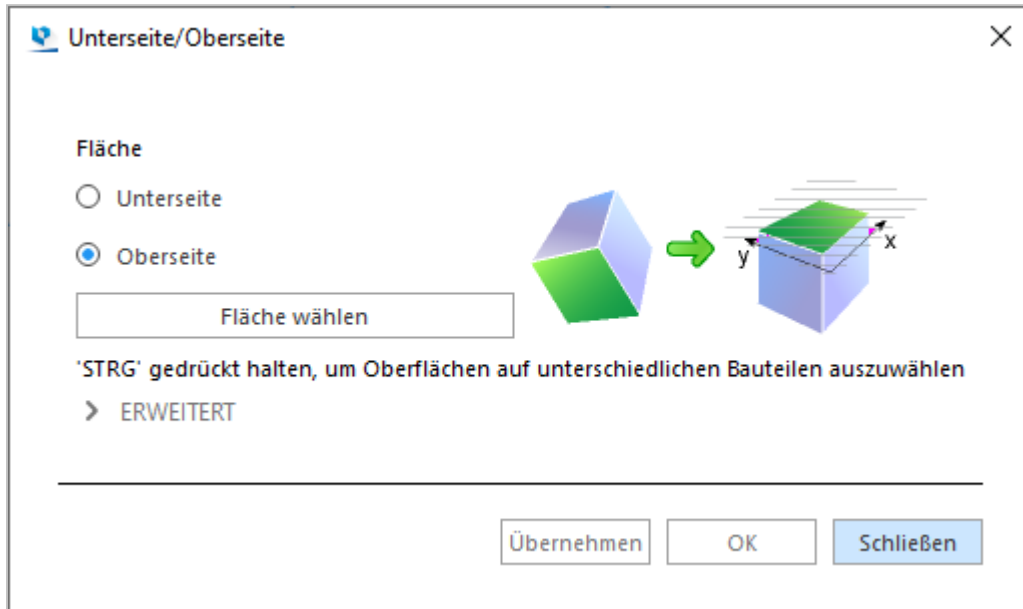 Unterseite/Oberseite
Fläche
Unterseite
Oberseite
y
x
Fläche wählen
'STRG' gedrückt halten, um Oberflächen auf unterschiedlichen Bauteilen auszuwählen
ERWEITERT
Übernehmen
OK
Schließen